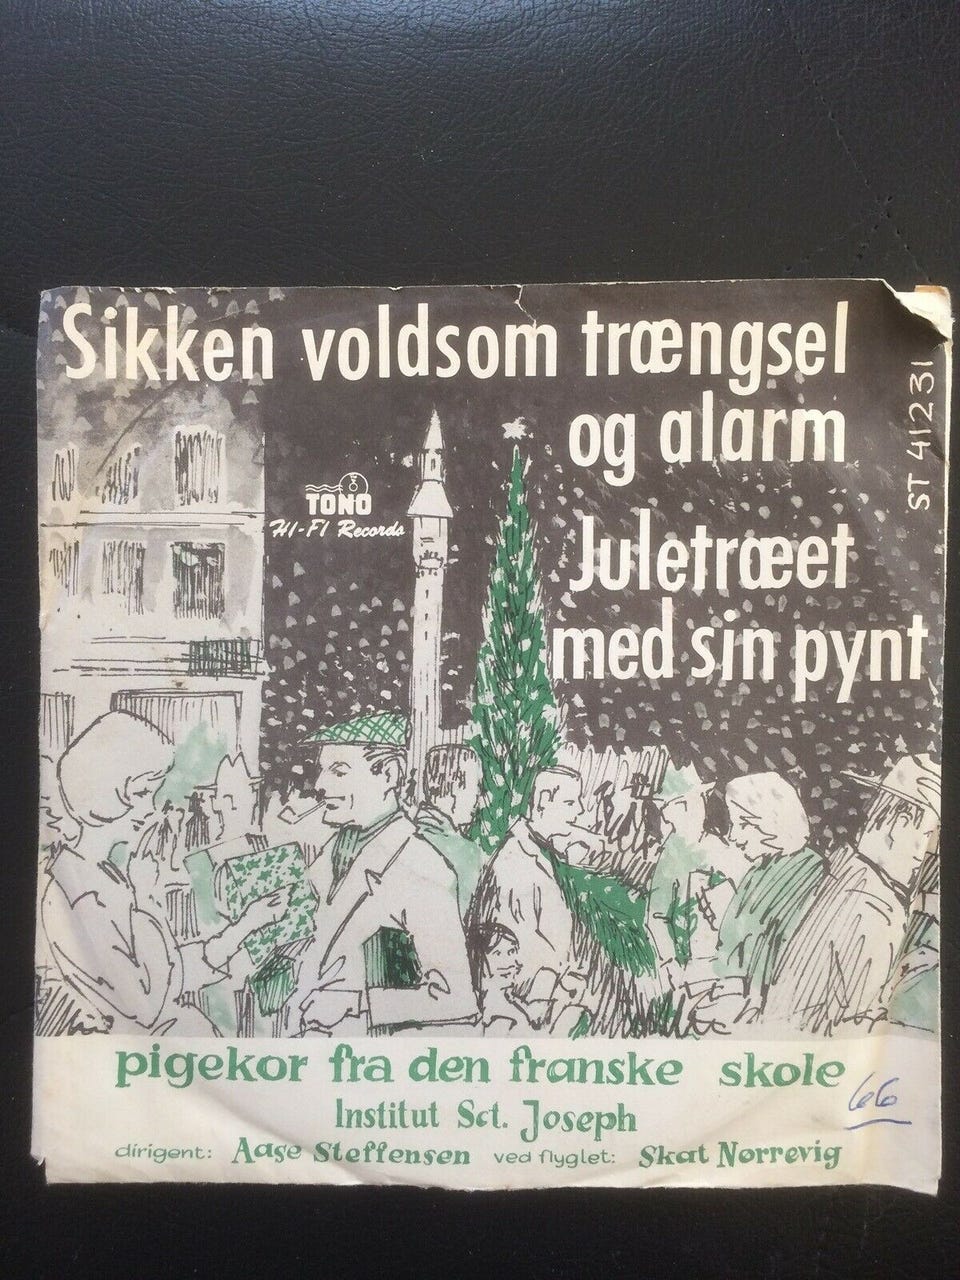 Sikken voldsom trængsel
og alarm
ST 41231
TONO
HI-FI Records
Juletræet
med sin pynt
pigekor fra den franske skole
Institut Sct. Joseph
66
dirigent: Aase Steffensen ved flyglet: Skat Nørrevig